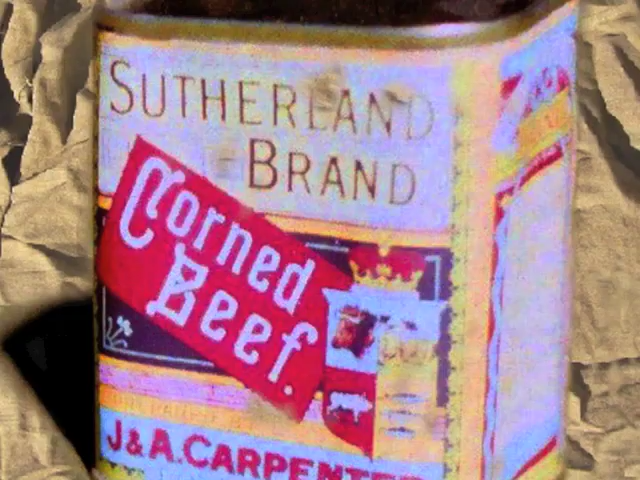 SUTHERLAND
BRAND
Corned
Beef.
J & A. CARPENTER